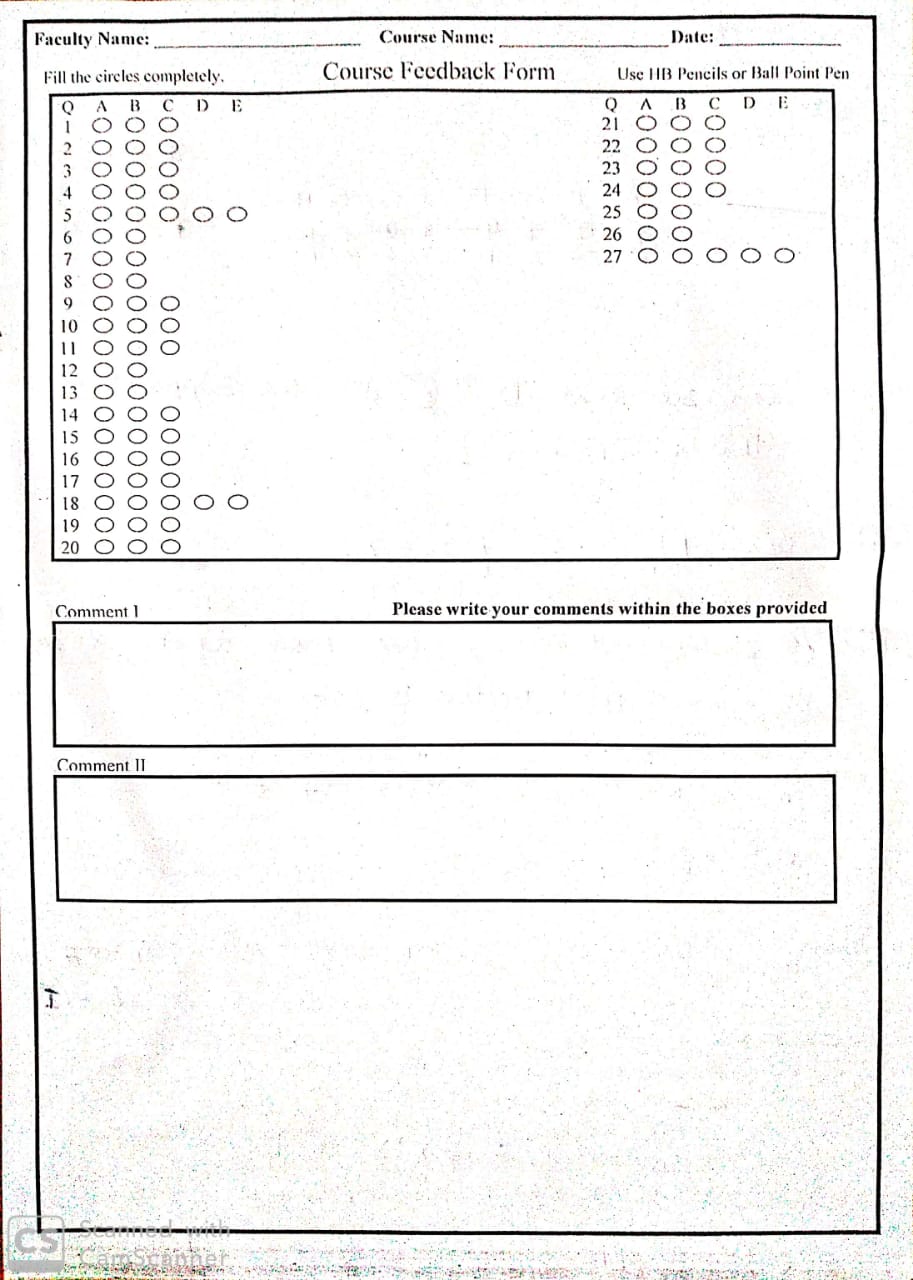 Faculty Name: Course Name: Date:
Fill the circles completely. Course Feedback Form Use HB Pencils or Ball Point Pen
Q A B C D E Q A B C D E
1 21
2 22
3 23
4 24
5 25
6 26
7 27
8
9
10
11
12
13
14
15
16
17
18
19
20
Comment I Please write your comments within the boxes provided
Comment II
I
CS Scanned with
CamScanner